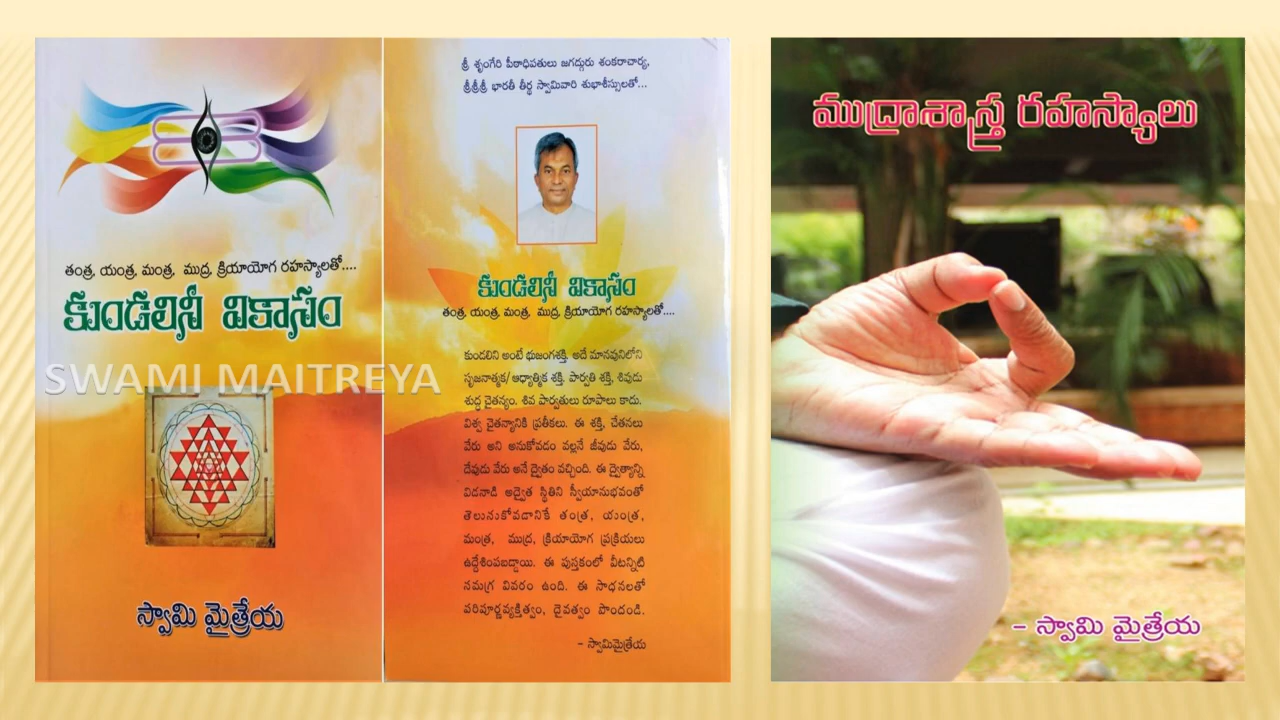 తంత్ర, యంత్ర, మంత్ర, ముద్ర, క్రియాయోగ రహస్యాలతో....
కుండలినీ వికాసం
SWAMI MAITREYA
స్వామి మైత్రేయ
శ్రీ శృంగేరి పీఠాధిపతులు జగద్గురు శంకరాచార్య,
శ్రీశ్రీశ్రీ భారతీ తీర్థ స్వామివారి శుభాశీస్సులతో...
కుండలినీ వికాసం
తంత్ర, యంత్ర, మంత్ర, ముద్ర, క్రియాయోగ రహస్యాలతో....
కుండలిని అంటే భుజంగశక్తి. అదే మానవునిలోని
సృజనాత్మక/ ఆధ్యాత్మిక శక్తి. పార్వతి శక్తి, శివుడు
శుద్ధ చైతన్యం. శివ పార్వతులు రూపాలు కాదు.
విశ్వ చైతన్యానికి ప్రతీకలు. ఈ శక్తి, చేతనలు
వేరు అని అనుకోవడం వల్లనే జీవుడు వేరు,
దేవుడు వేరు అనే ద్వైతం వచ్చింది. ఈ ద్వైత్యాన్ని
విడనాడి అద్వైత స్థితిని స్వీయానుభవంతో
తెలుసుకోవడానికే తంత్ర, యంత్ర,
మంత్ర, ముద్ర, క్రియాయోగ ప్రక్రియలు
ఉద్దేశింపబడ్డాయి. ఈ పుస్తకంలో వీటన్నిటి
సమగ్ర వివరం ఉంది. ఈ సాధనలతో
పరిపూర్ణవ్యక్తిత్వం, దైవత్వం పొందండి.
- స్వామిమైత్రేయ
ముద్రాశాస్త్ర రహస్యాలు
- స్వామి మైత్రేయ